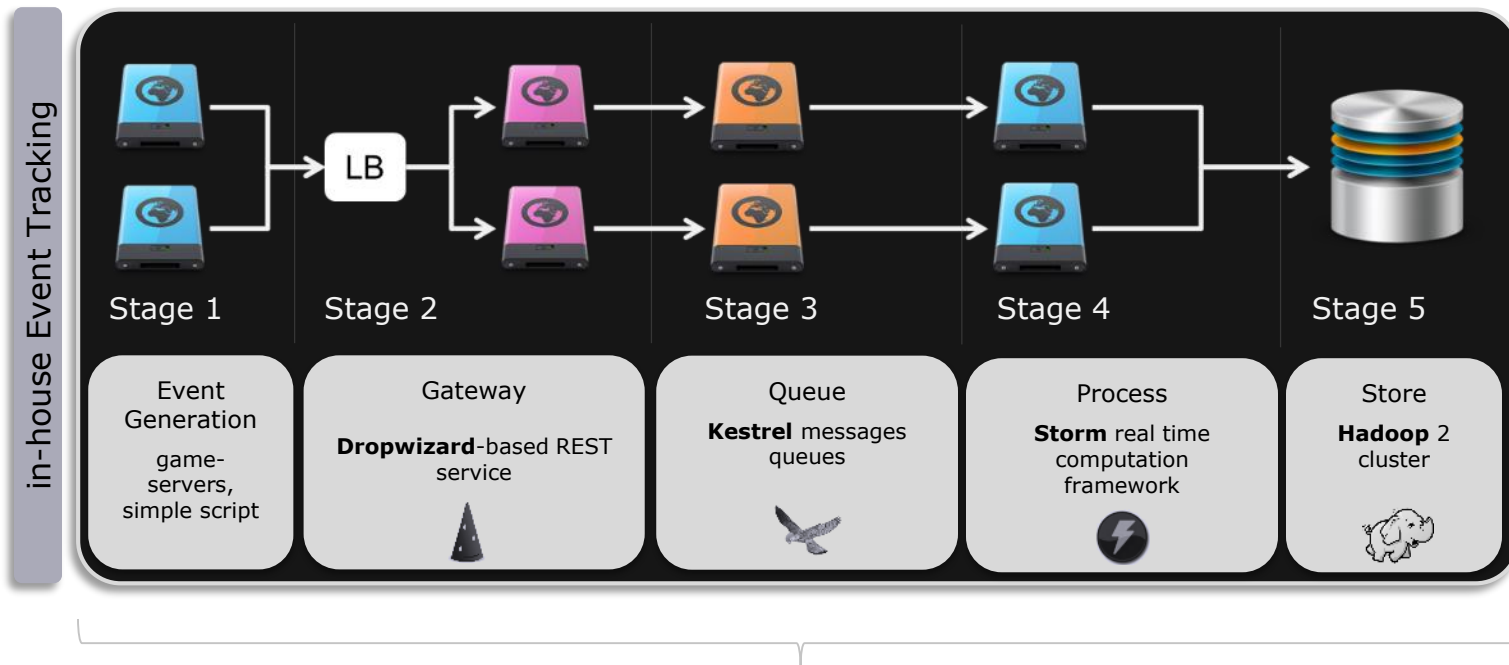 in-house Event Tracking
LB
Stage 1
Stage 2
Stage 3
Stage 4
Stage 5
Event
Generation
game-
servers,
simple script
Gateway
Dropwizard-based REST
service
Queue
Kestrel messages
queues
Process
Storm real time
computation
framework
Store
Hadoop 2
cluster